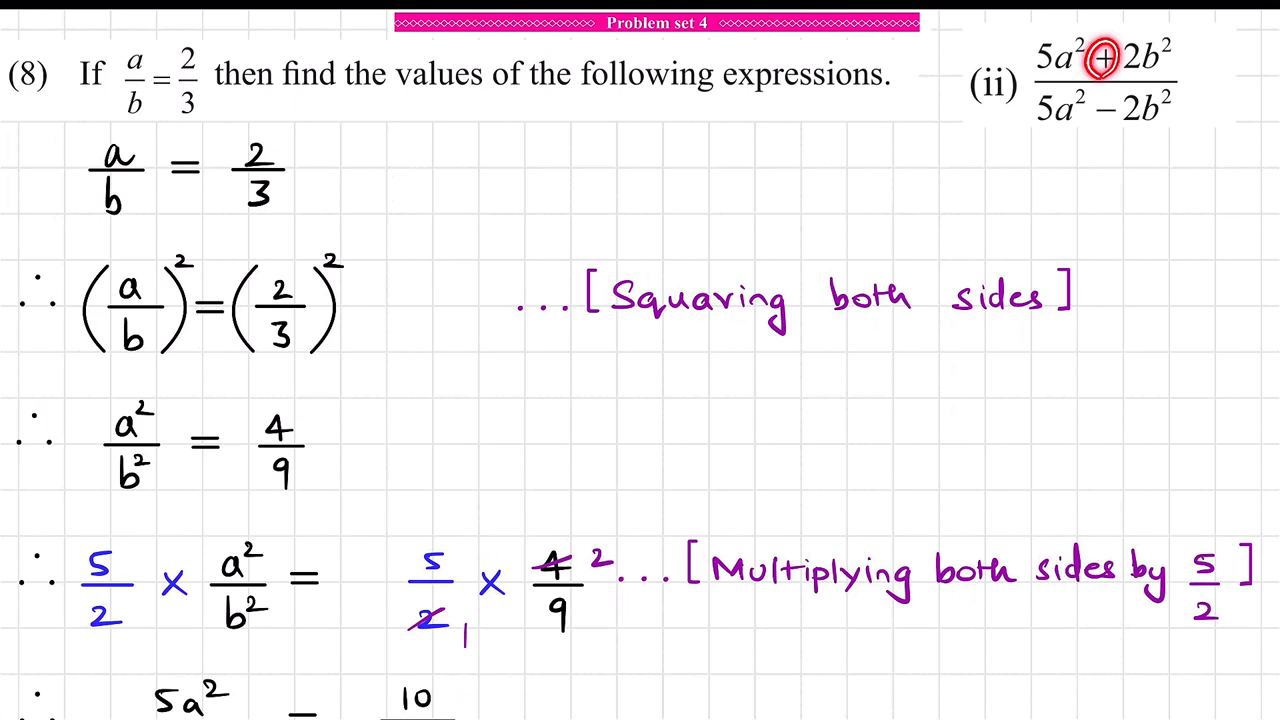 Problem set 4
(8) If a/b = 2/3 then find the values of the following expressions. (ii) (5a² + 2b²)/(5a² − 2b²)
a/b = 2/3
∴ (a/b)² = (2/3)² ...[Squaring both sides]
∴ a²/b² = 4/9
∴ 5/2 × a²/b² = 5/2 1 × 4/9 2 ...[Multiplying both sides by 5/2]
∴ 5a² = 10